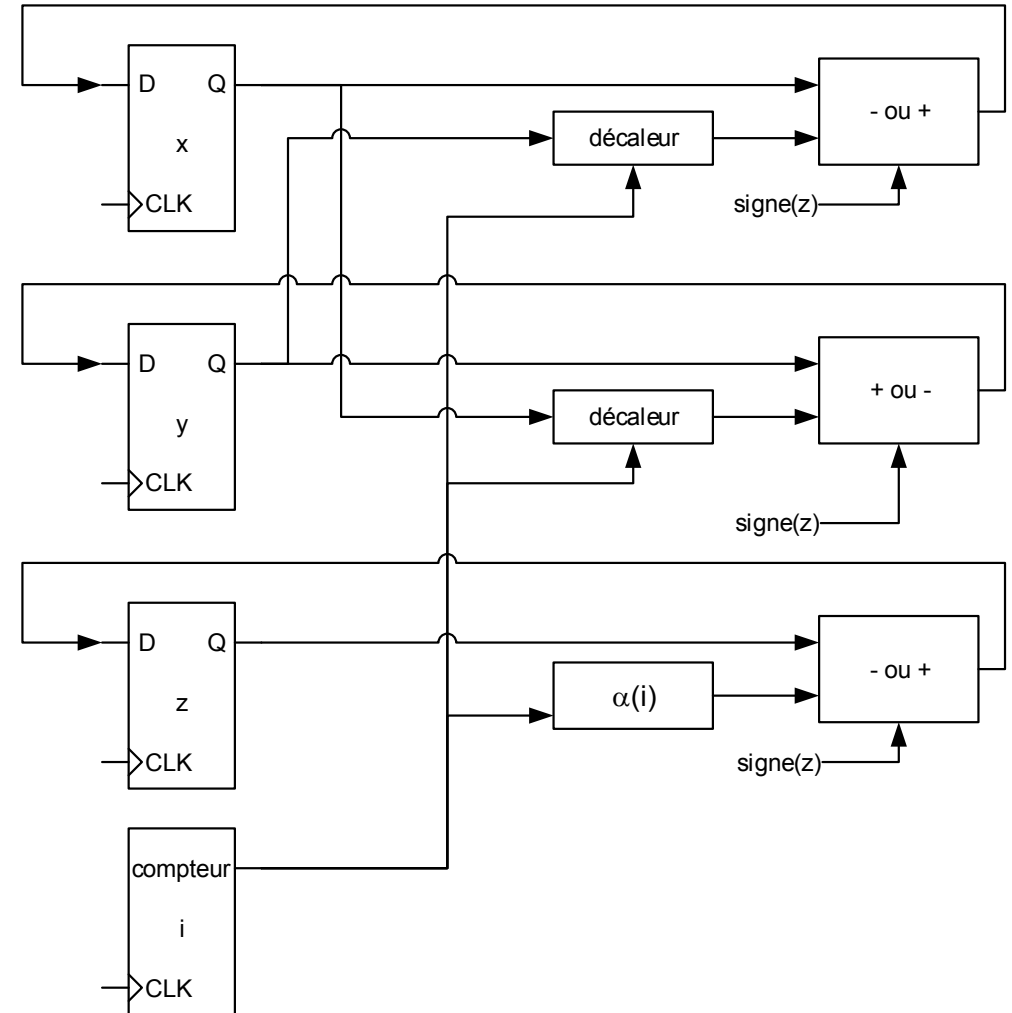 D Q
- ou +
x
décaleur
CLK
signe(z)
D Q
+ ou -
y
décaleur
CLK
signe(z)
D Q
- ou +
z
α(i)
CLK
signe(z)
compteur
i
CLK